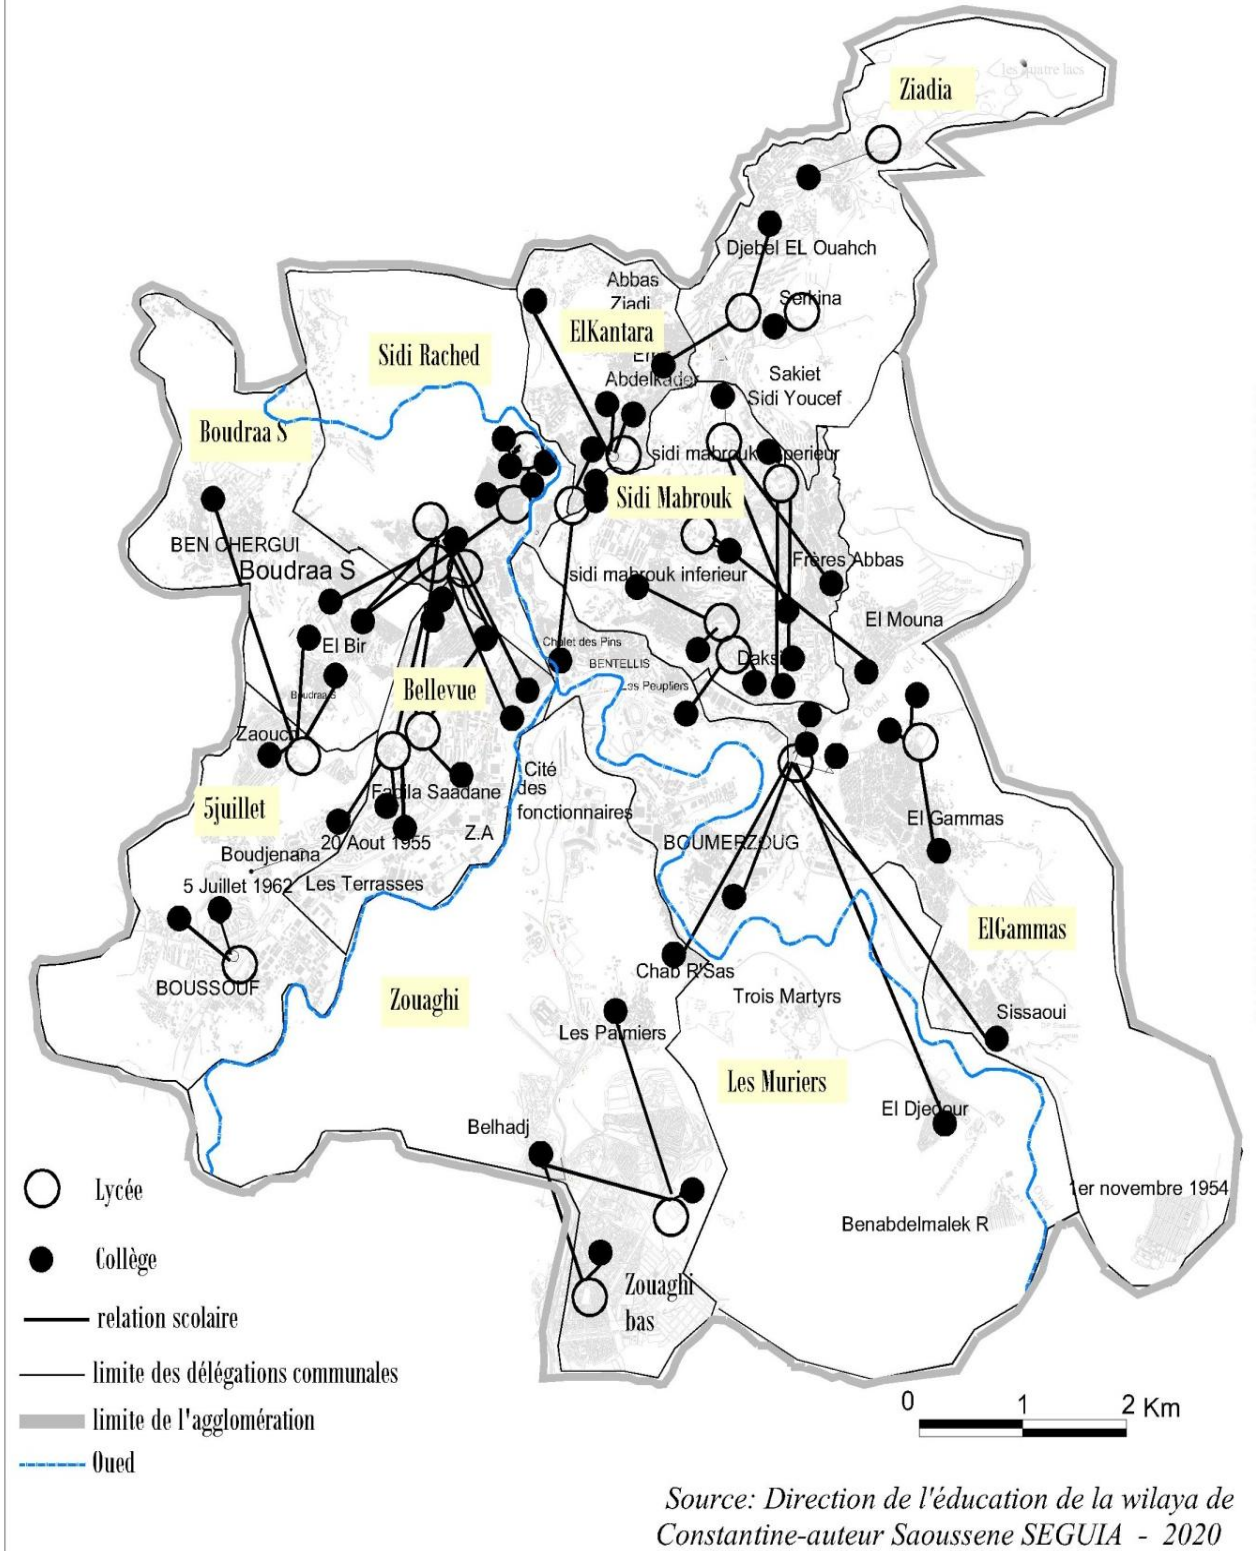 les quatre lacs
Ziadia
Djebel EL Ouahch
Abbas
Ziadi
Serkina
ElKantara
Sidi Rached
Abdelkader
Sakiet
Sidi Youcef
Boudraa S
sidi mabrouk superieur
Sidi Mabrouk
BEN CHERGUI
Boudraa S
Frères Abbas
sidi mabrouk inferieur
El Mouna
El Bir
Chalet des Pins
BENTELLIS
Daksi
Bellevue
Les Peupliers
Boudraa S
Zaouch
Cité
des
fonctionnaires
Fadila Saadane
5juillet
El Gammas
Z.A
20 Aout 1955
BOUMERZOUG
Boudjenana
5 Juillet 1962
Les Terrasses
ElGammas
Chab R'Sas
BOUSSOUF
Zouaghi
Trois Martyrs
Sissaoui
Les Palmiers
Les Muriers
El Djedour
Belhadj
1er novembre 1954
Benabdelmalek R
Zouaghi
bas
Lycée
Collège
relation scolaire
limite des délégations communales
limite de l'agglomération
Oued
0 1 2 Km
Source: Direction de l'éducation de la wilaya de
Constantine-auteur Saoussene SEGUIA - 2020